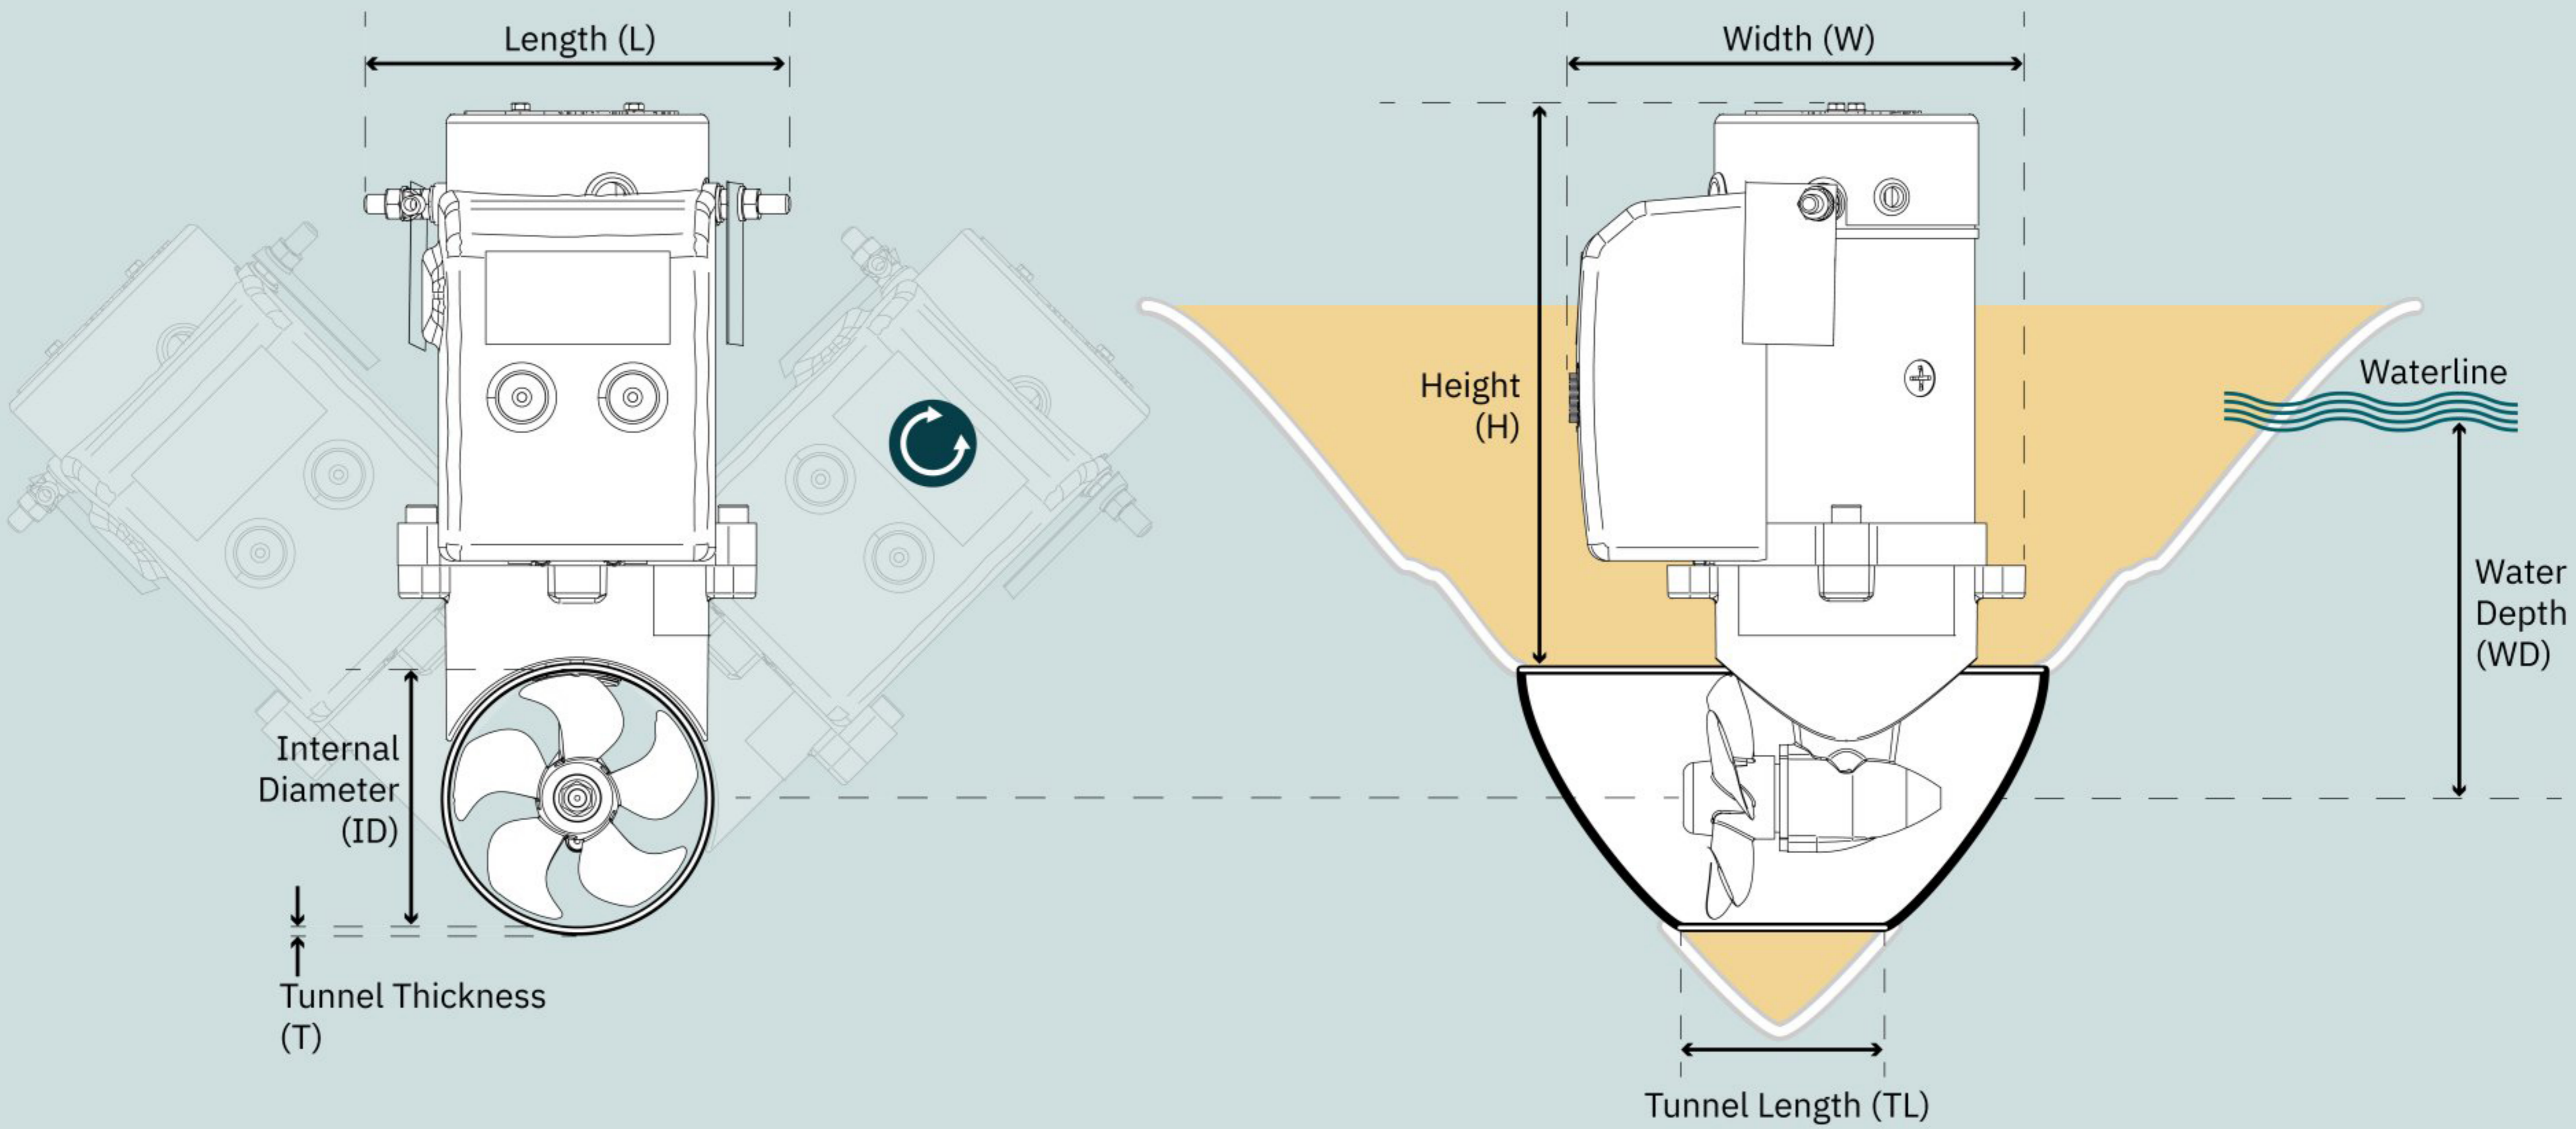 Length (L)
Width (W)
Height
(H)
Waterline
Water
Depth
(WD)
Internal
Diameter
(ID)
Tunnel Thickness
(T)
Tunnel Length (TL)